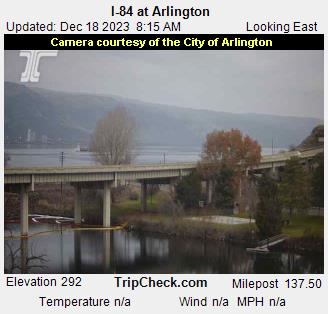 I-84 at Arlington
Updated: Dec 18 2023 8:15 AM Looking East
Camera courtesy of the City of Arlington
Elevation 292 TripCheck.com Milepost 137.50
Temperature n/a Wind n/a MPH n/a